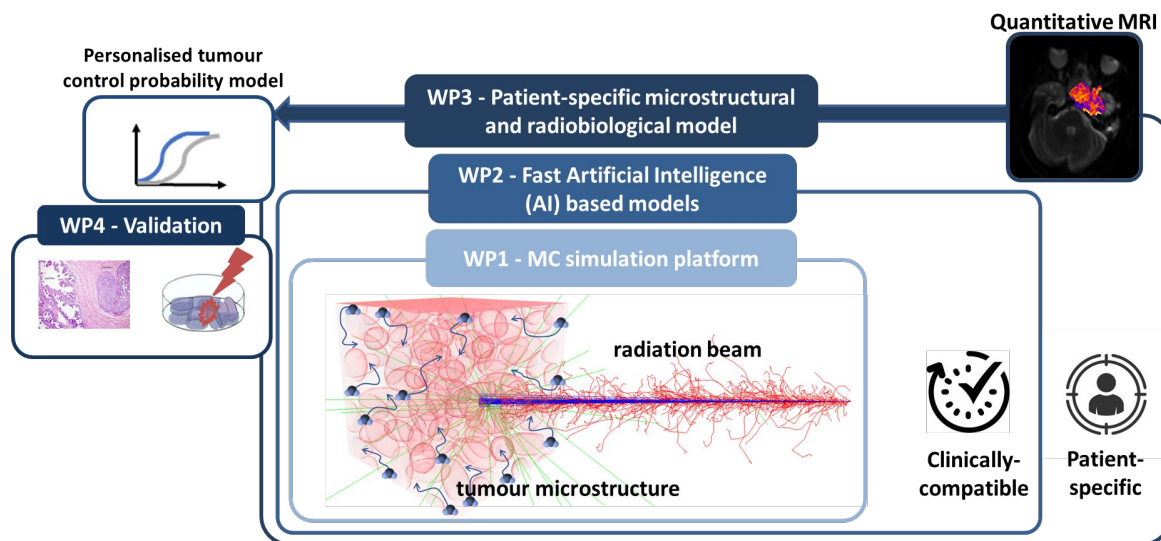 Quantitative MRI
Personalised tumour
control probability model
WP3 - Patient-specific microstructural
and radiobiological model
WP2 - Fast Artificial Intelligence
(AI) based models
WP4 - Validation
WP1 - MC simulation platform
radiation beam
tumour microstructure
Clinically-
compatible
Patient-
specific